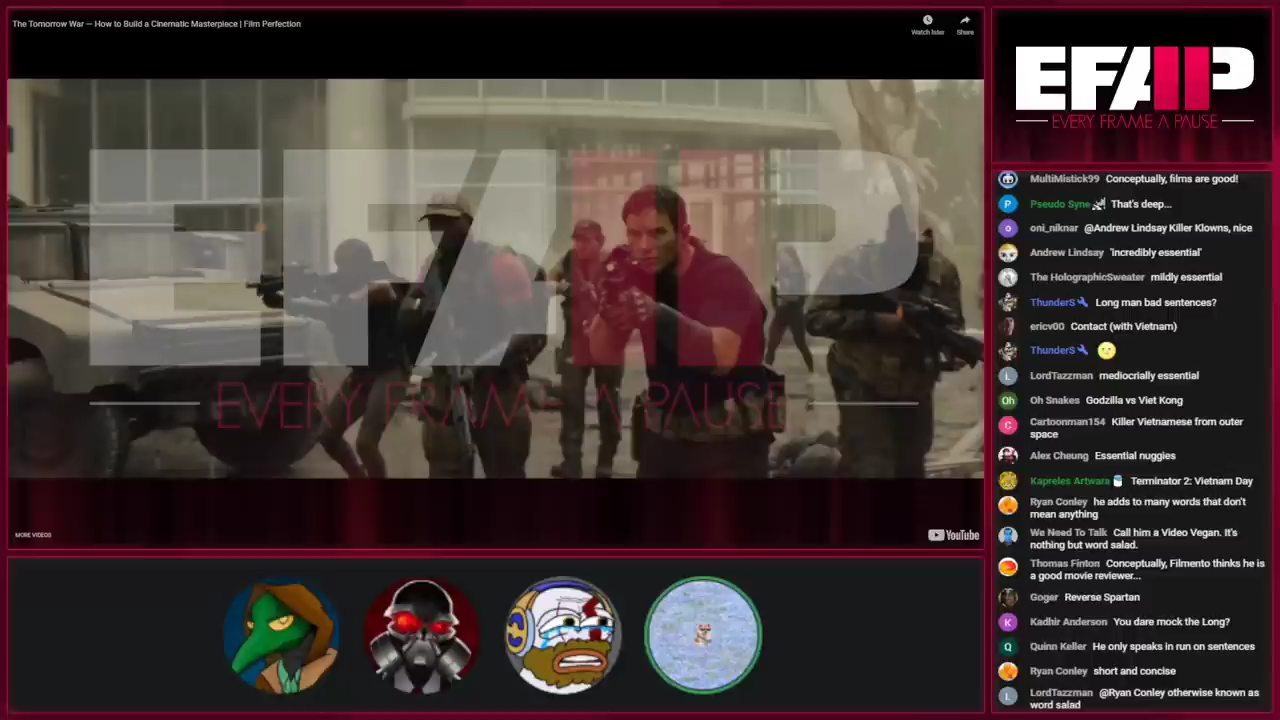 The Tomorrow War — How to Build a Cinematic Masterpiece | Film Perfection
Watch later
Share
EFAP
EVERY FRAME A PAUSE
MORE VIDEOS
YouTube
EFAP
EVERY FRAME A PAUSE
MultiMistick99 Conceptually, films are good!
Pseudo Syne That's deep...
oni_niknar @Andrew Lindsay Killer Klowns, nice
Andrew Lindsay 'incredibly essential'
The HolographicSweater mildly essential
ThunderS Long man bad sentences?
ericv00 Contact (with Vietnam)
ThunderS
LordTazzman mediocrially essential
Oh Snakes Godzilla vs Viet Kong
Cartoonman154 Killer Vietnamese from outer
space
Alex Cheung Essential nuggies
Kapreles Artwara Terminator 2: Vietnam Day
Ryan Conley he adds to many words that don't
mean anything
We Need To Talk Call him a Video Vegan. It's
nothing but word salad.
Thomas Finton Conceptually, Filmento thinks he is
a good movie reviewer...
Gogar Reverse Spartan
Kadhir Anderson You dare mock the Long?
Quinn Keller He only speaks in run on sentences
Ryan Conley short and concise
LordTazzman @Ryan Conley otherwise known as
word salad